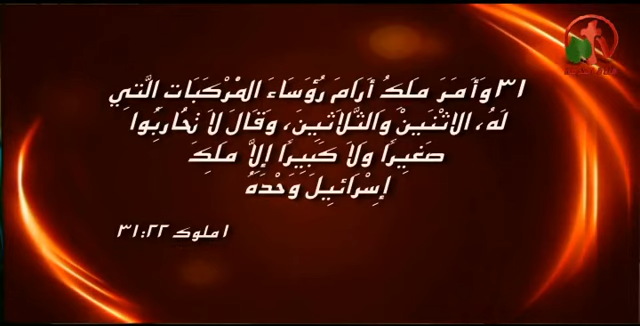 ٣١ وَأَمَرَ مَلِكُ أَرَامَ رُؤَسَاءَ الْمَرْكَبَاتِ الَّتِي
لَهُ، الاثْنَيْنِ وَالثَّلاَثِينَ، وَقَالَ لاَ تُحَارِبُوا
صَغِيرًا وَلاَ كَبِيرًا إِلاَّ مَلِكَ
إِسْرَائِيلَ وَحْدَهُ
١ملوك ٣١:٢٢